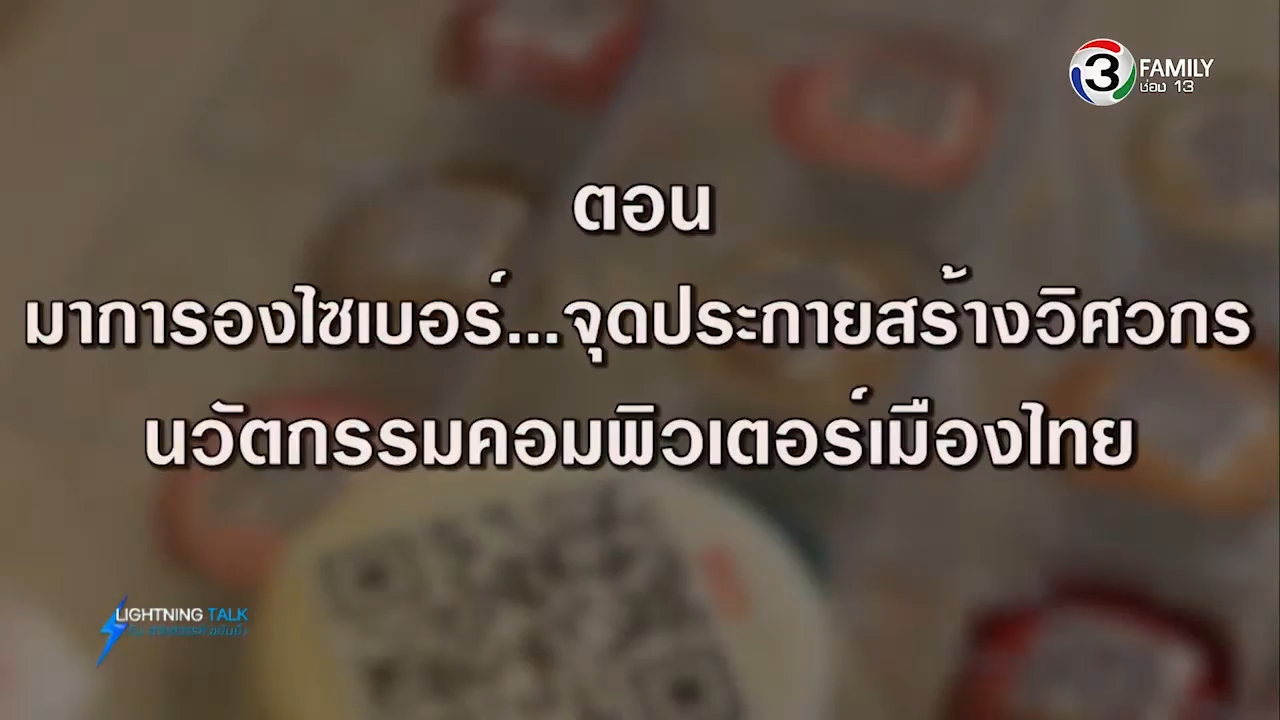 3 FAMILY
ช่อง 13
ตอน
มาการองไซเบอร์...จุดประกายสร้างวิศวกร
นวัตกรรมคอมพิวเตอร์เมืองไทย
LIGHTNING TALK